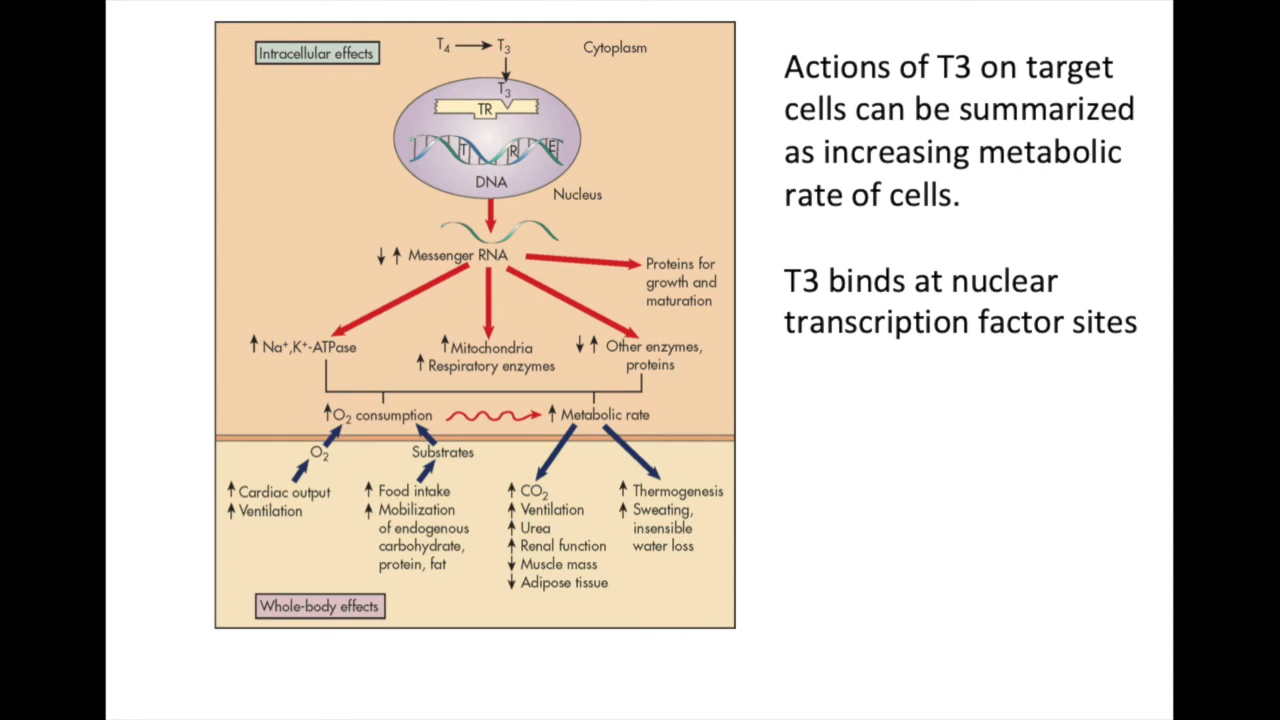 Intracellular effects
T4 → T3
Cytoplasm
T3
TR
T R E
DNA
Nucleus
↓ ↑ Messenger RNA
Proteins for
growth and
maturation
↑ Na+,K+-ATPase
↑ Mitochondria
↑ Respiratory enzymes
↓ ↑ Other enzymes,
proteins
↑ O2 consumption
↑ Metabolic rate
O2
Substrates
↑ Cardiac output
↑ Ventilation
↑ Food intake
↑ Mobilization
of endogenous
carbohydrate,
protein, fat
↑ CO2
↑ Ventilation
↑ Urea
↑ Renal function
↓ Muscle mass
↓ Adipose tissue
↑ Thermogenesis
↑ Sweating,
insensible
water loss
Whole-body effects
Actions of T3 on target
cells can be summarized
as increasing metabolic
rate of cells.
T3 binds at nuclear
transcription factor sites